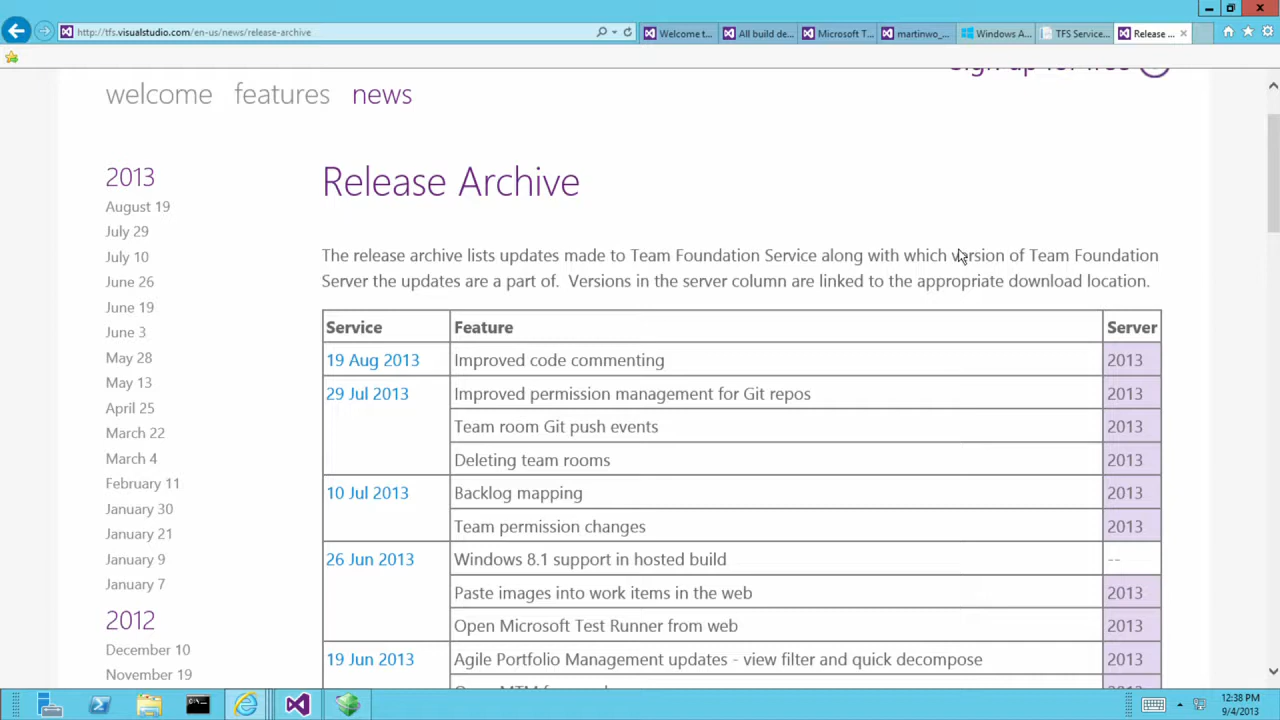 http://tfs.visualstudio.com/en-us/news/release-archive
Welcome t...
All build de...
Microsoft T...
martinwo_...
Windows A...
TFS Service...
Release ...
Sign up for free
welcome features news
2013
August 19
July 29
July 10
June 26
June 19
June 3
May 28
May 13
April 25
March 22
March 4
February 11
January 30
January 21
January 9
January 7
2012
December 10
November 19
Release Archive
The release archive lists updates made to Team Foundation Service along with which version of Team Foundation
Server the updates are a part of. Versions in the server column are linked to the appropriate download location.
Service Feature Server
19 Aug 2013 Improved code commenting 2013
29 Jul 2013 Improved permission management for Git repos 2013
Team room Git push events 2013
Deleting team rooms 2013
10 Jul 2013 Backlog mapping 2013
Team permission changes 2013
26 Jun 2013 Windows 8.1 support in hosted build --
Paste images into work items in the web 2013
Open Microsoft Test Runner from web 2013
19 Jun 2013 Agile Portfolio Management updates - view filter and quick decompose 2013
12:38 PM
9/4/2013